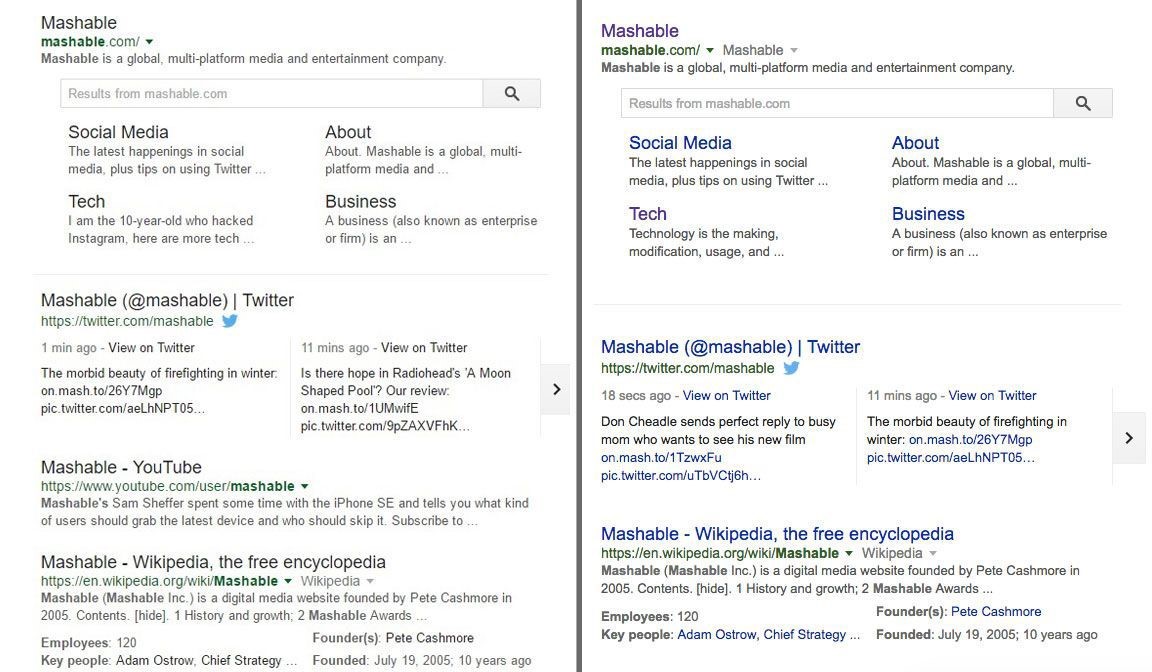 Mashable
mashable.com/
Mashable is a global, multi-platform media and entertainment company.
Results from mashable.com
Social Media
The latest happenings in social
media, plus tips on using Twitter ...
About
About. Mashable is a global, multi-
platform media and ...
Tech
I am the 10-year-old who hacked
Instagram, here are more tech ...
Business
A business (also known as enterprise
or firm) is an ...
Mashable (@mashable) | Twitter
https://twitter.com/mashable
1 min ago - View on Twitter
The morbid beauty of firefighting in winter:
on.mash.to/26Y7Mgp
pic.twitter.com/aeLhNPT05...
11 mins ago - View on Twitter
Is there hope in Radiohead's 'A Moon
Shaped Pool'? Our review:
on.mash.to/1UMwifE
pic.twitter.com/9pZAXVFhK...
Mashable - YouTube
https://www.youtube.com/user/mashable
Mashable's Sam Sheffer spent some time with the iPhone SE and tells you what kind
of users should grab the latest device and who should skip it. Subscribe to ...
Mashable - Wikipedia, the free encyclopedia
https://en.wikipedia.org/wiki/Mashable Wikipedia
Mashable (Mashable Inc.) is a digital media website founded by Pete Cashmore in
2005. Contents. [hide]. 1 History and growth; 2 Mashable Awards ...
Employees: 120
Founder(s): Pete Cashmore
Key people: Adam Ostrow, Chief Strategy ...
Founded: July 19, 2005; 10 years ago
Mashable
mashable.com/ Mashable
Mashable is a global, multi-platform media and entertainment company.
Results from mashable.com
Social Media
The latest happenings in social
media, plus tips on using Twitter ...
About
About. Mashable is a global, multi-
platform media and ...
Tech
Technology is the making,
modification, usage, and ...
Business
A business (also known as enterprise
or firm) is an ...
Mashable (@mashable) | Twitter
https://twitter.com/mashable
18 secs ago - View on Twitter
Don Cheadle sends perfect reply to busy
mom who wants to see his new film
on.mash.to/1TzwxFu
pic.twitter.com/uTbVCtj6h...
11 mins ago - View on Twitter
The morbid beauty of firefighting in
winter: on.mash.to/26Y7Mgp
pic.twitter.com/aeLhNPT05...
Mashable - Wikipedia, the free encyclopedia
https://en.wikipedia.org/wiki/Mashable Wikipedia
Mashable (Mashable Inc.) is a digital media website founded by Pete Cashmore in
2005. Contents. [hide]. 1 History and growth; 2 Mashable Awards ...
Employees: 120
Founder(s): Pete Cashmore
Key people: Adam Ostrow, Chief Strategy ...
Founded: July 19, 2005; 10 years ago